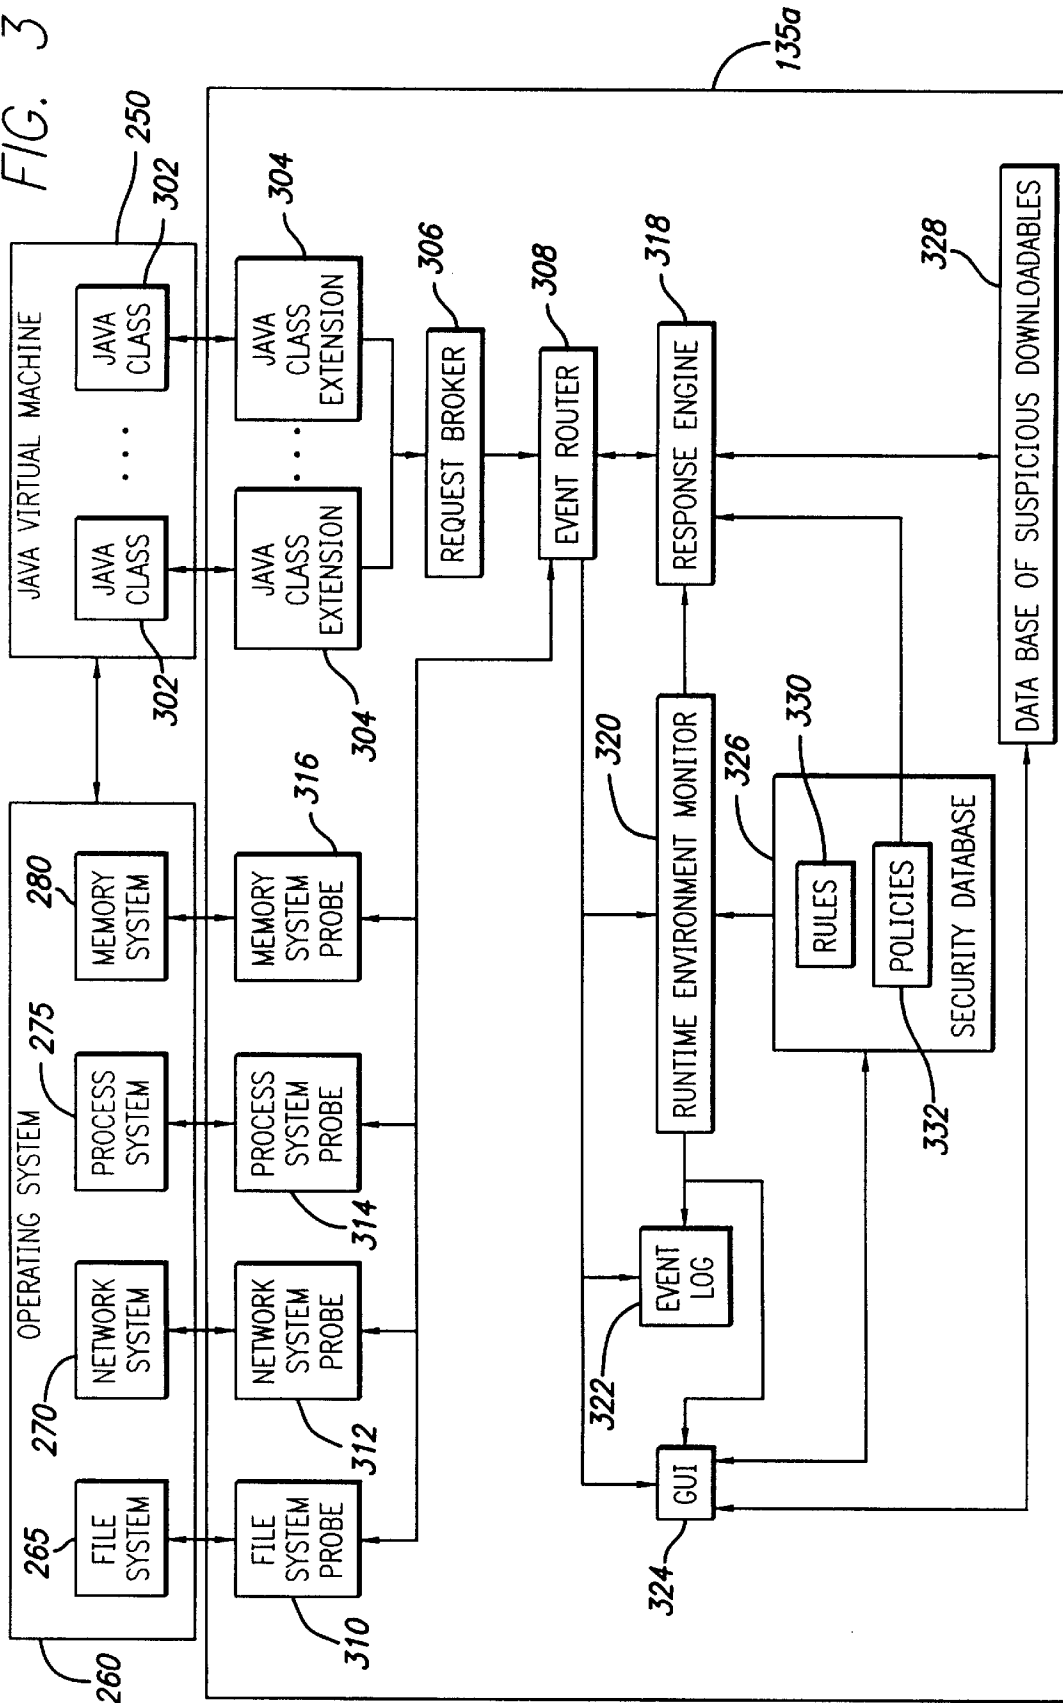 FIG. 3
OPERATING SYSTEM
JAVA VIRTUAL MACHINE
250
260
265
FILE
SYSTEM
270
NETWORK
SYSTEM
275
PROCESS
SYSTEM
280
MEMORY
SYSTEM
302
JAVA
CLASS
. . .
JAVA
CLASS
302
FILE
SYSTEM
PROBE
310
NETWORK
SYSTEM
PROBE
312
PROCESS
SYSTEM
PROBE
314
MEMORY
SYSTEM
PROBE
316
JAVA
CLASS
EXTENSION
304
. . .
JAVA
CLASS
EXTENSION
304
REQUEST BROKER
306
EVENT ROUTER
308
GUI
324
EVENT
LOG
322
RUNTIME ENVIRONMENT MONITOR
320
RESPONSE ENGINE
318
RULES
330
POLICIES
332
SECURITY DATABASE
326
DATA BASE OF SUSPICIOUS DOWNLOADABLES
328
135a